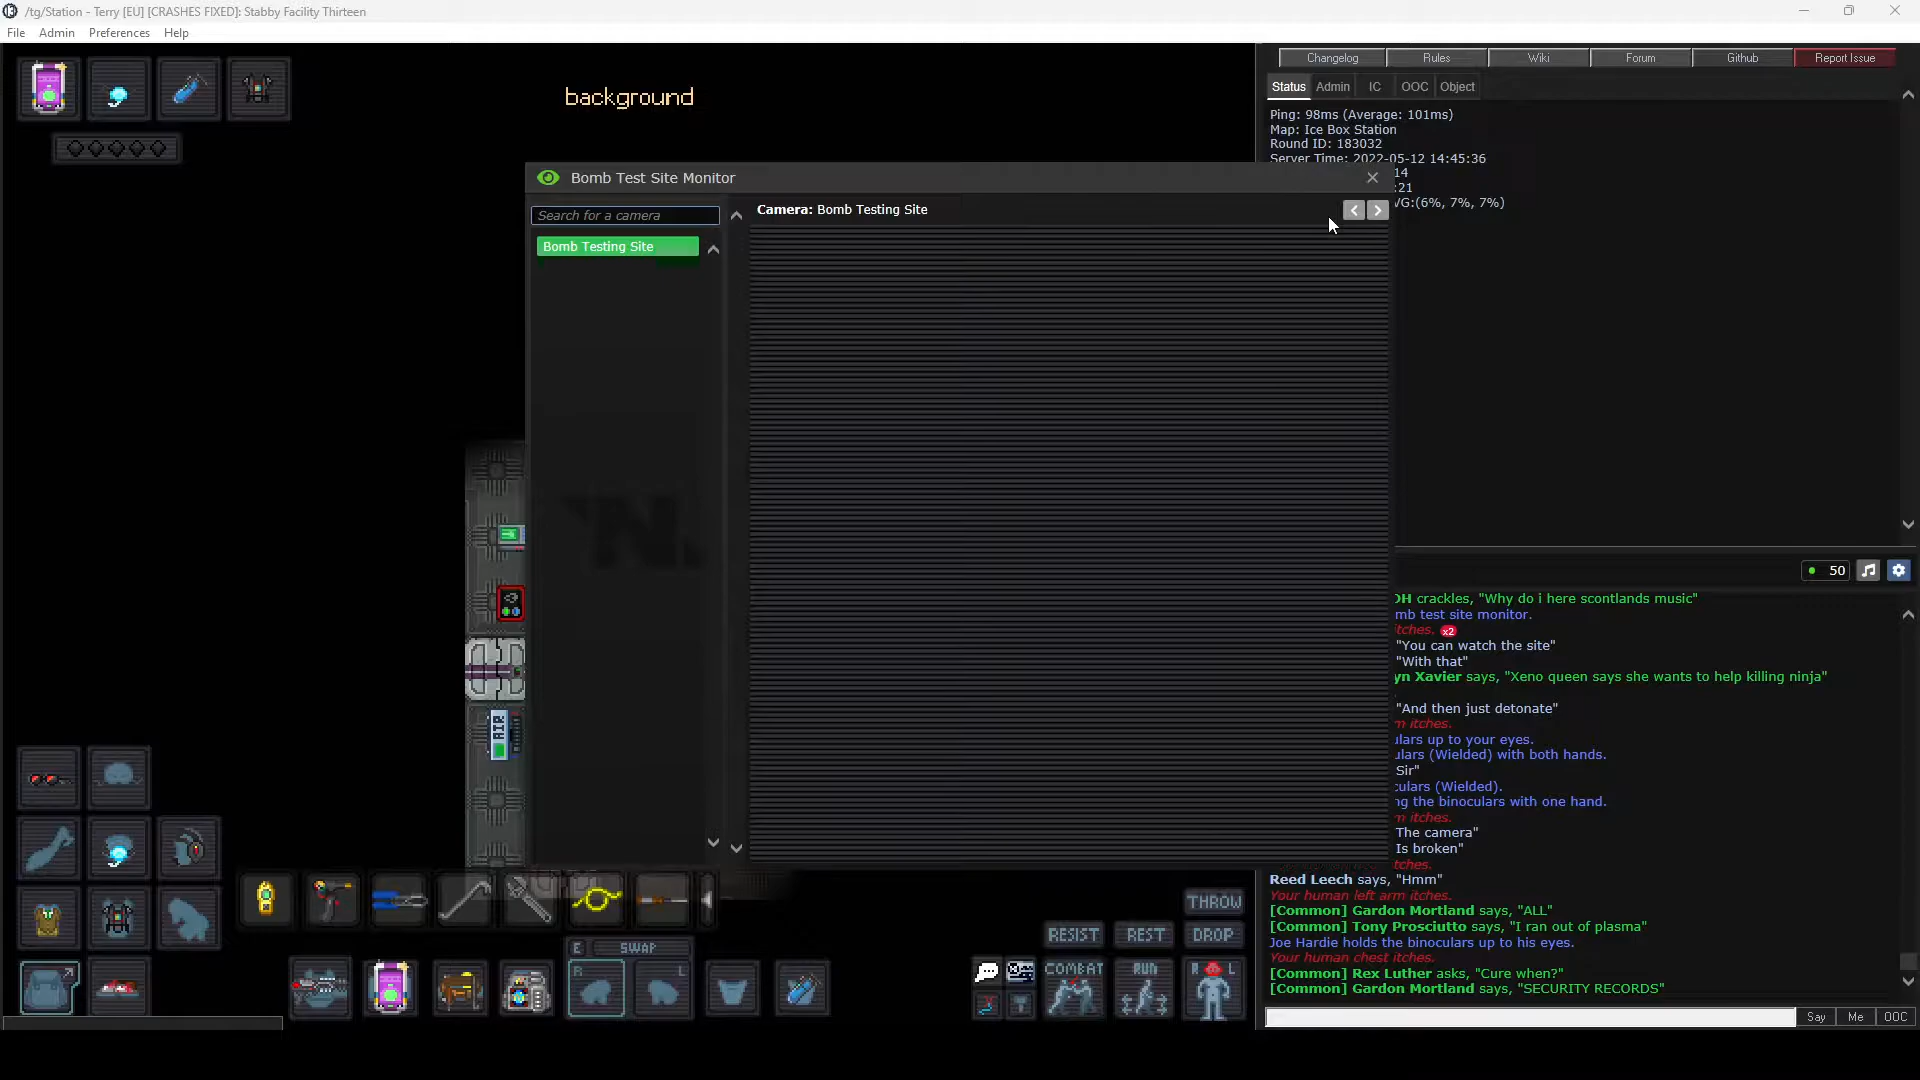 /tg/Station - Terry [EU] [CRASHES FIXED]: Stabby Facility Thirteen
File Admin Preferences Help
Changelog Rules Wiki Forum Github Report Issue
Status Admin IC OOC Object
background
Ping: 98ms (Average: 101ms)
Map: Ice Box Station
Round ID: 183032
Server Time: 2022-05-12 14:45:36
14
:21
VG:(6%, 7%, 7%)
Bomb Test Site Monitor
Search for a camera
Camera: Bomb Testing Site
Bomb Testing Site
50
OH crackles, "Why do i here scontlands music"
mb test site monitor.
itches. x2
"You can watch the site"
"With that"
yn Xavier says, "Xeno queen says she wants to help killing ninja"
"And then just detonate"
m itches.
ulars up to your eyes.
ulars (Wielded) with both hands.
Sir"
culars (Wielded).
ng the binoculars with one hand.
m itches.
The camera"
Is broken"
tches.
Reed Leech says, "Hmm"
Your human left arm itches.
[Common] Gardon Mortland says, "ALL"
[Common] Tony Prosciutto says, "I ran out of plasma"
Joe Hardie holds the binoculars up to his eyes.
Your human chest itches.
[Common] Rex Luther asks, "Cure when?"
[Common] Gardon Mortland says, "SECURITY RECORDS"
Say Me OOC
AIR
THROW
RESIST REST DROP
E SWAP
R L
COMBAT RUN R L